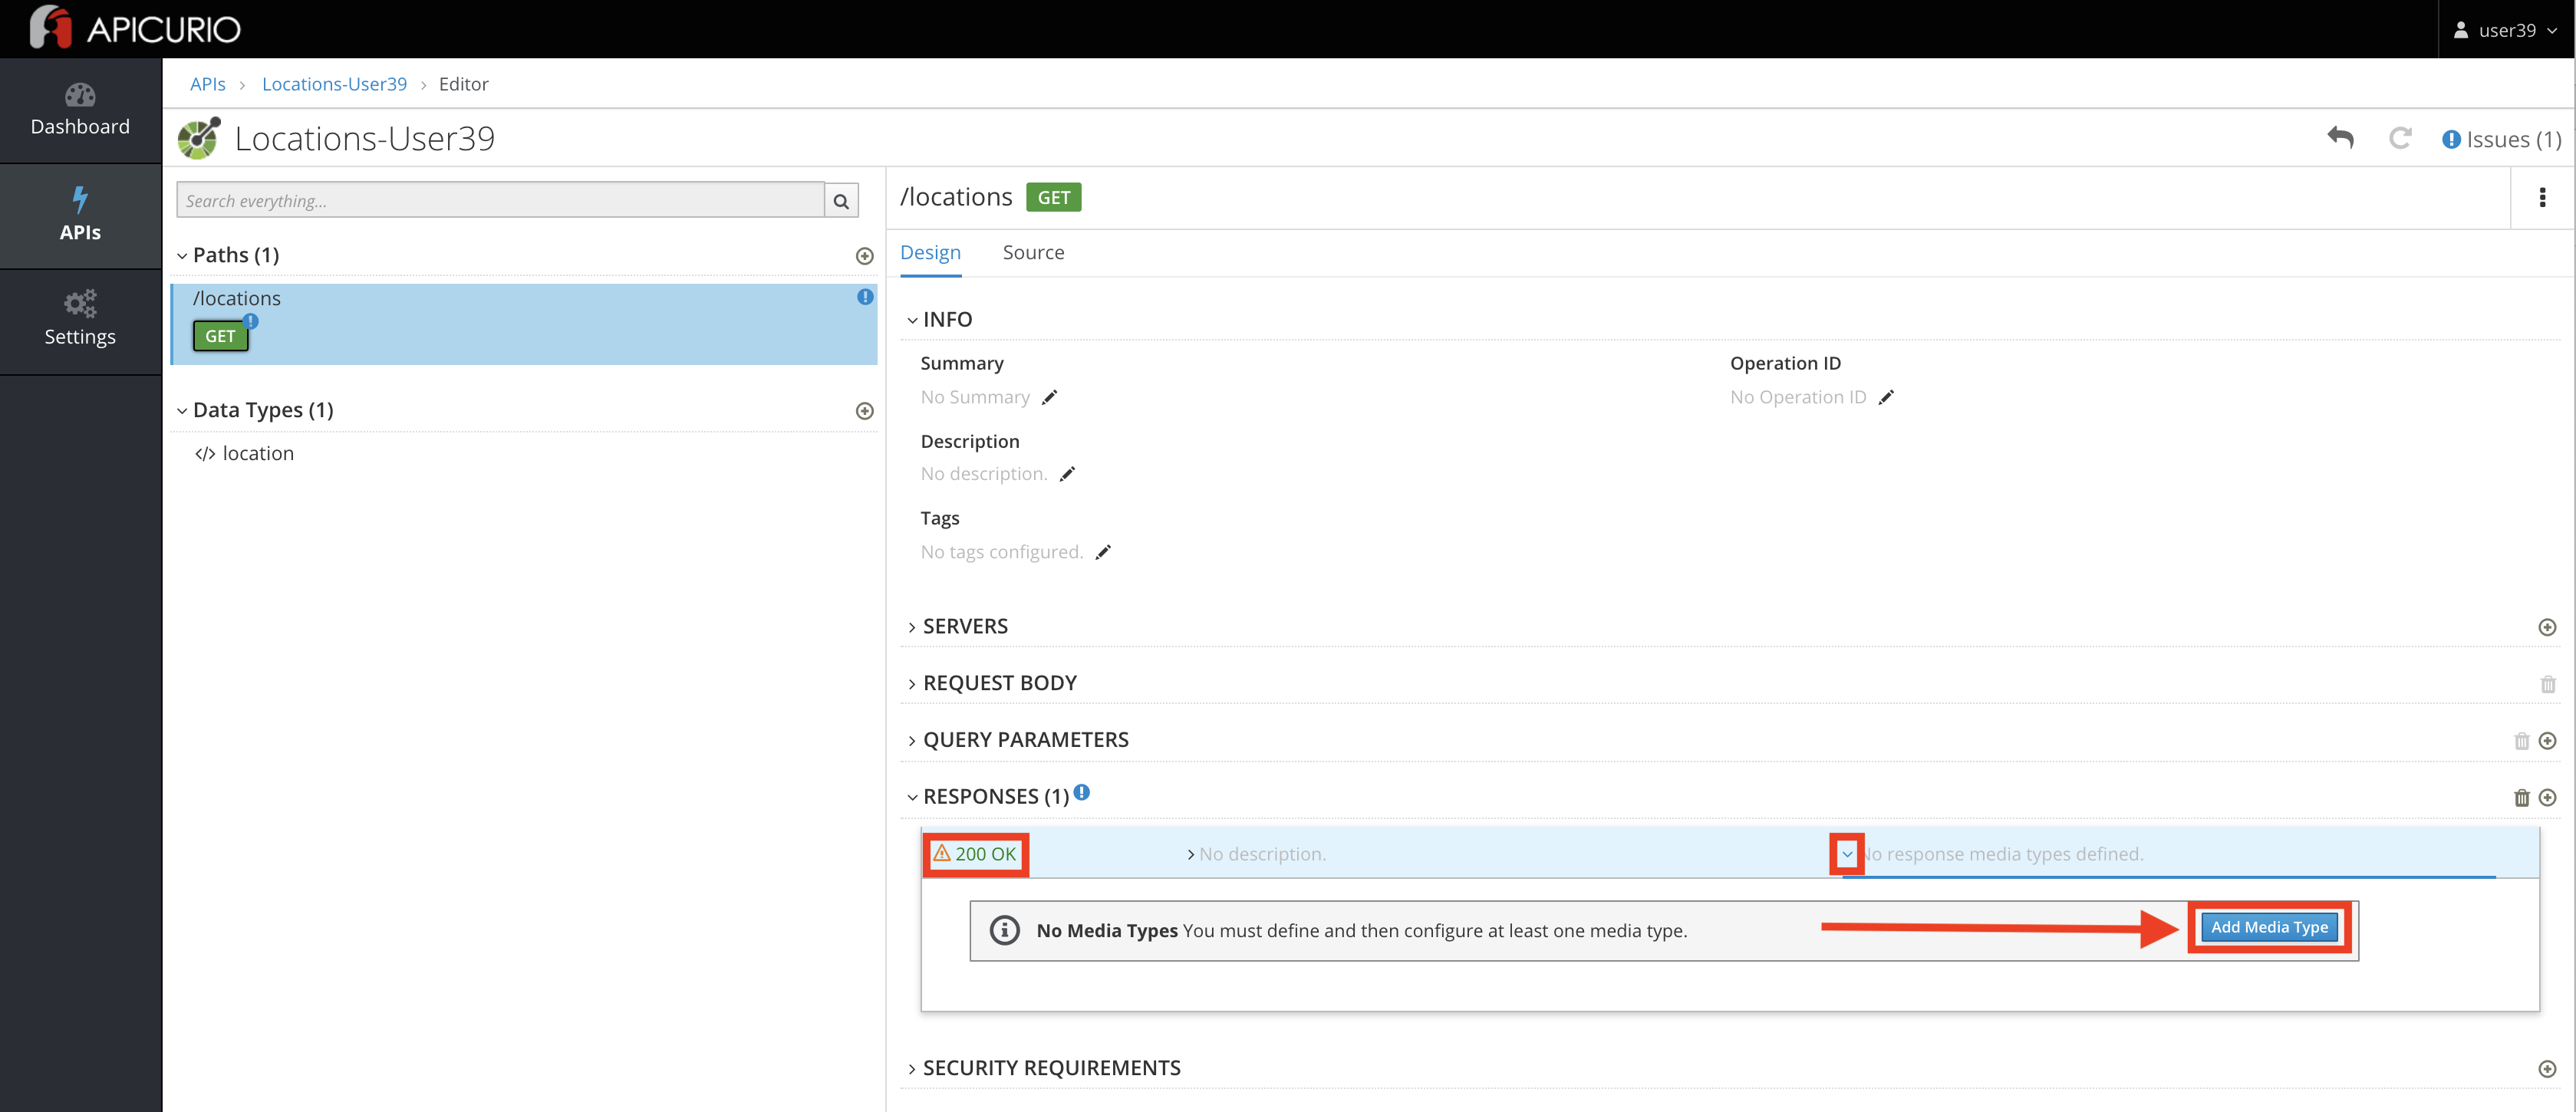 APICURIO
user39
Dashboard
APIs
Settings
APIs > Locations-User39 > Editor
Locations-User39
Issues (1)
Search everything...
Paths (1)
/locations
GET
Data Types (1)
</> location
/locations GET
Design Source
INFO
Summary Operation ID
No Summary No Operation ID
Description
No description.
Tags
No tags configured.
SERVERS
REQUEST BODY
QUERY PARAMETERS
RESPONSES (1)
200 OK No description. No response media types defined.
No Media Types You must define and then configure at least one media type. Add Media Type
SECURITY REQUIREMENTS